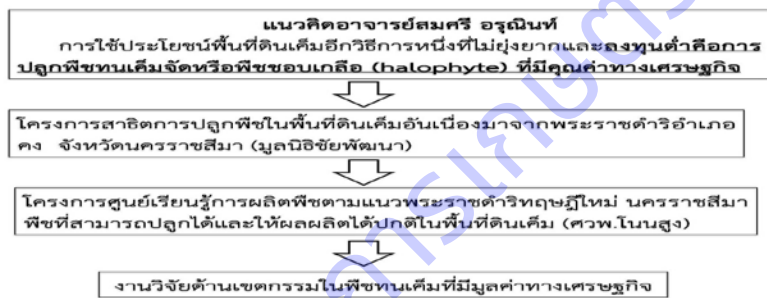 แนวคิดอาจารย์สมศรี อรุณินท์
การใช้ประโยชน์พื้นที่ดินเค็มอีกวิธีการหนึ่งที่ไม่ยุ่งยากและลงทุนต่ำคือการ
ปลูกพืชทนเค็มจัดหรือพืชชอบเกลือ (halophyte) ที่มีคุณค่าทางเศรษฐกิจ
โครงการสาธิตการปลูกพืชในพื้นที่ดินเค็มอันเนื่องมาจากพระราชดำริอำเภอ
คง จังหวัดนครราชสีมา (มูลนิธิชัยพัฒนา)
โครงการศูนย์เรียนรู้การผลิตพืชตามแนวพระราชดำริทฤษฎีใหม่ นครราชสีมา
พืชที่สามารถปลูกได้และให้ผลผลิตได้ปกติในพื้นที่ดินเค็ม (ศวพ.โนนสูง)
งานวิจัยด้านเขตกรรมในพืชทนเค็มที่มีมูลค่าทางเศรษฐกิจ